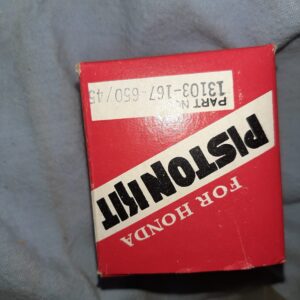 FOR HONDA
PISTON KIT
PART No.
13103-167-650/45